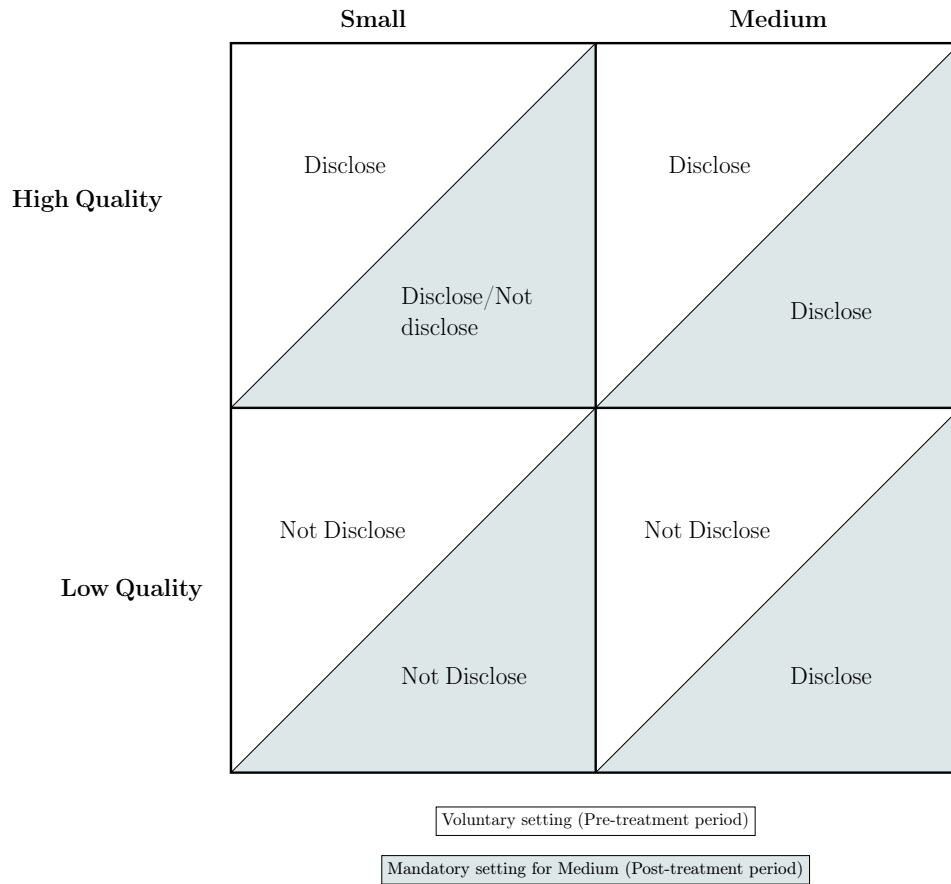 Small
Medium
Disclose
Disclose
High Quality
Disclose/Not
disclose
Disclose
Not Disclose
Not Disclose
Low Quality
Not Disclose
Disclose
Voluntary setting (Pre-treatment period)
Mandatory setting for Medium (Post-treatment period)